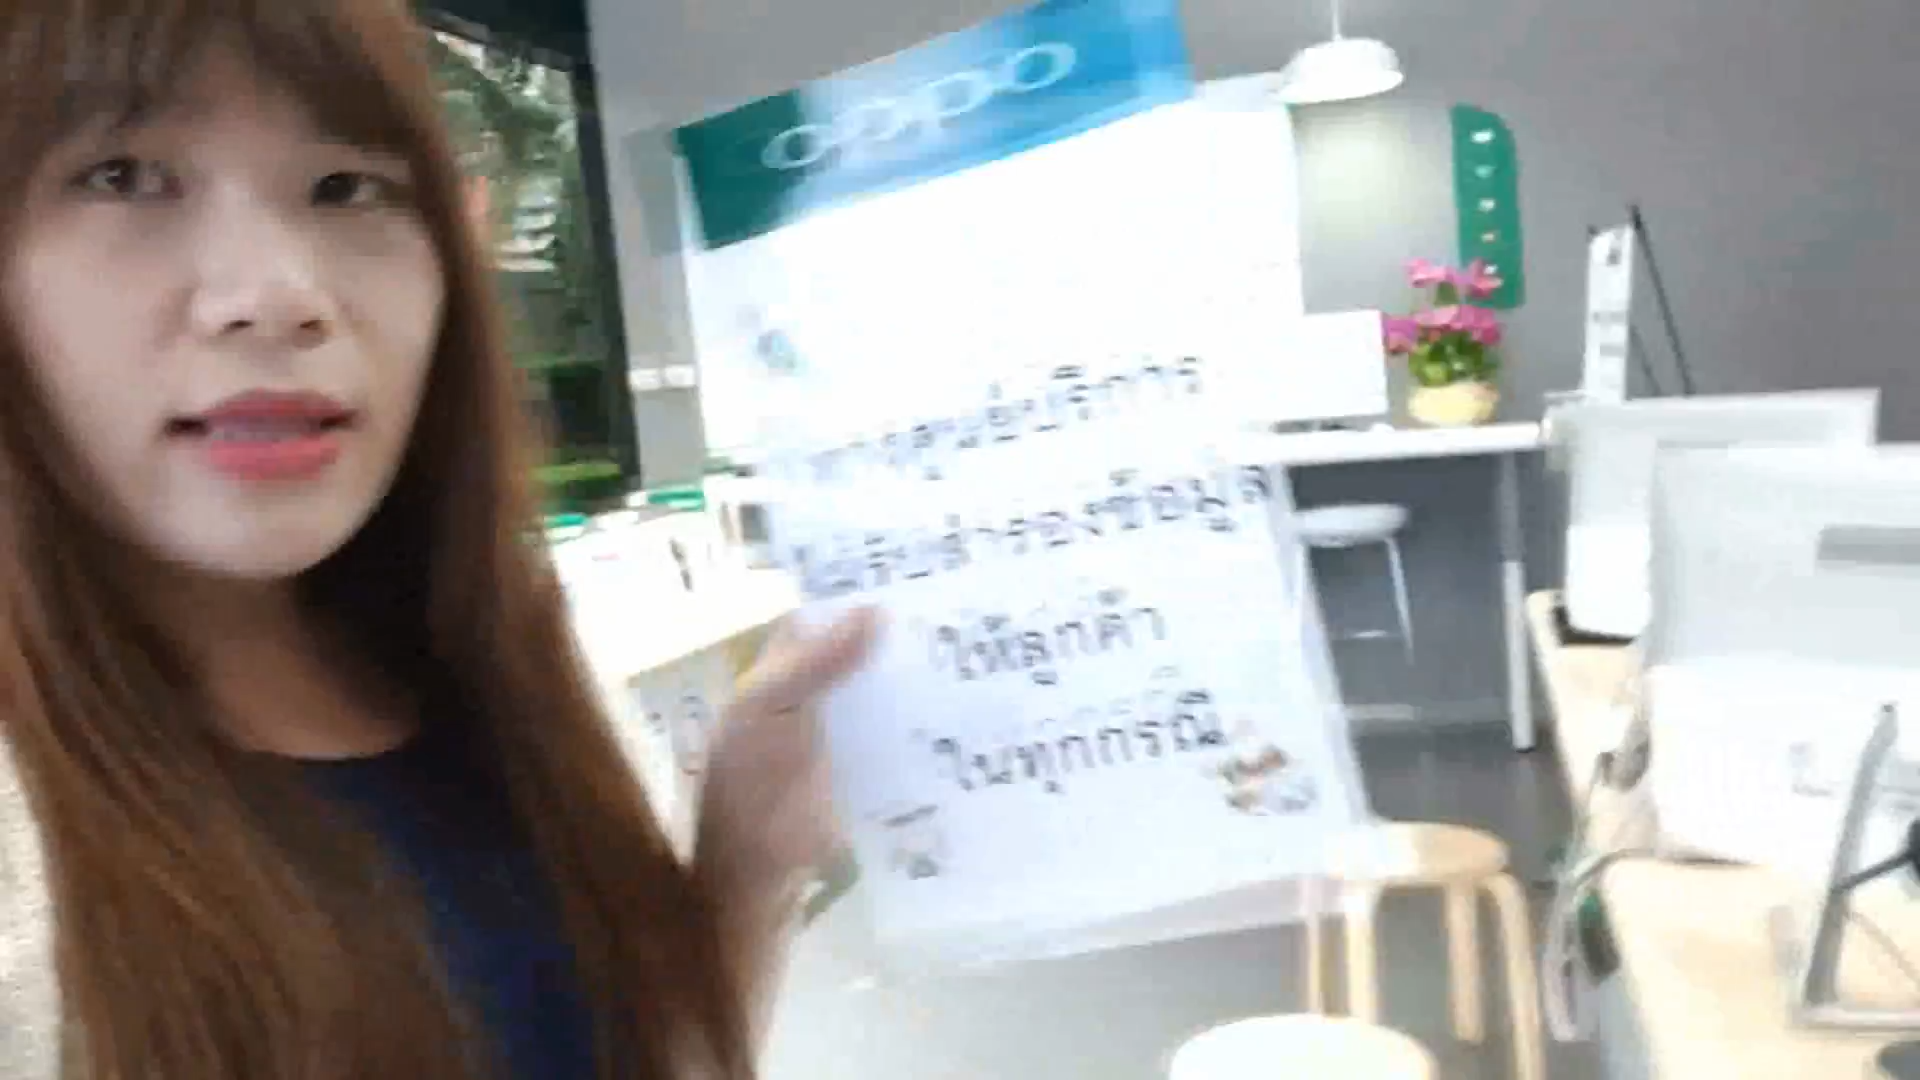 oppo
ศูนย์บริการ
ไม่รับสำรองข้อมูล
ให้ลูกค้า
ในทุกกรณี